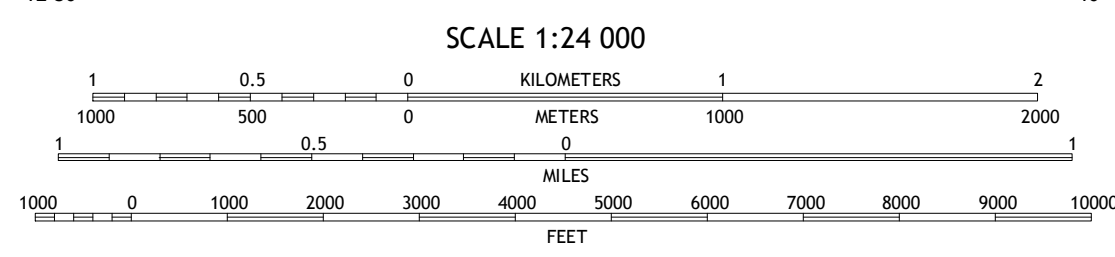 SCALE 1:24 000
1 0.5 0 KILOMETERS 1 2
1000 500 0 METERS 1000 2000
1 0.5 0 1
MILES
1000 0 1000 2000 3000 4000 5000 6000 7000 8000 9000 10000
FEET